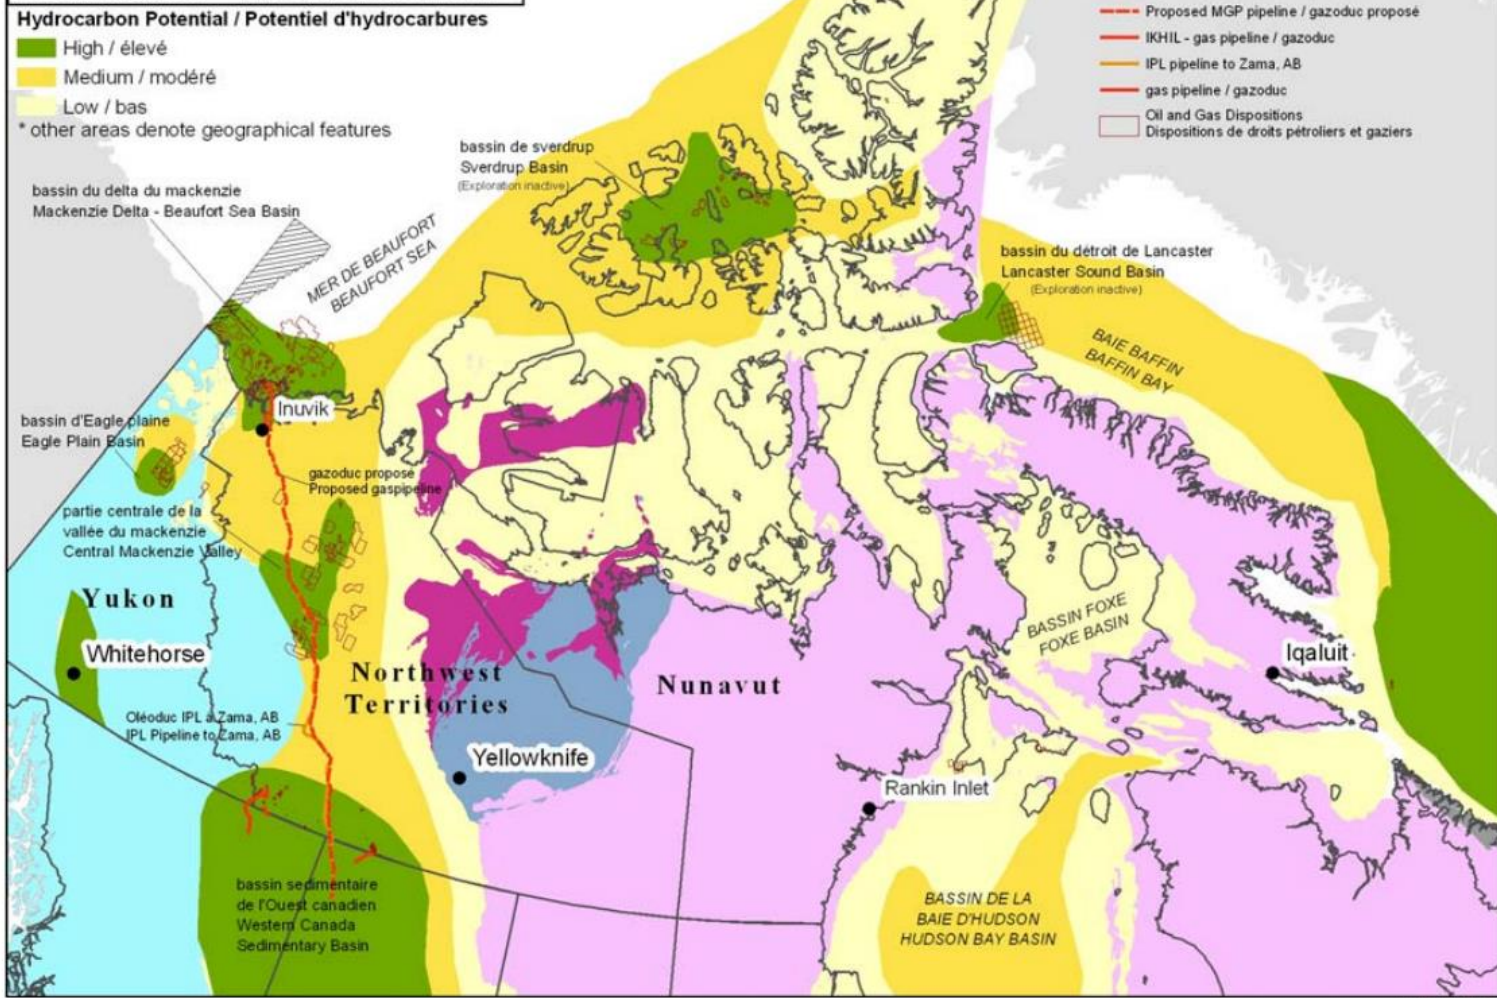 Hydrocarbon Potential / Potentiel d'hydrocarbures
High / élevé
Medium / modéré
Low / bas
* other areas denote geographical features
Proposed MGP pipeline / gazoduc proposé
IKHIL - gas pipeline / gazoduc
IPL pipeline to Zama, AB
gas pipeline / gazoduc
Oil and Gas Dispositions
Dispositions de droits pétroliers et gaziers
bassin de sverdrup
Sverdrup Basin
(Exploration inactive)
bassin du delta du mackenzie
Mackenzie Delta - Beaufort Sea Basin
MER DE BEAUFORT
BEAUFORT SEA
bassin du détroit de Lancaster
Lancaster Sound Basin
(Exploration inactive)
BAIE BAFFIN
BAFFIN BAY
Inuvik
bassin d'Eagle plaine
Eagle Plain Basin
gazoduc propose
Proposed gaspipeline
partie centrale de la
vallée du mackenzie
Central Mackenzie Valley
Yukon
Whitehorse
BASSIN FOXE
FOXE BASIN
Iqaluit
Northwest
Territories
Nunavut
Oléoduc IPL à Zama, AB
IPL Pipeline to Zama, AB
Yellowknife
Rankin Inlet
bassin sedimentaire
de l'Ouest canadien
Western Canada
Sedimentary Basin
BASSIN DE LA
BAIE D'HUDSON
HUDSON BAY BASIN